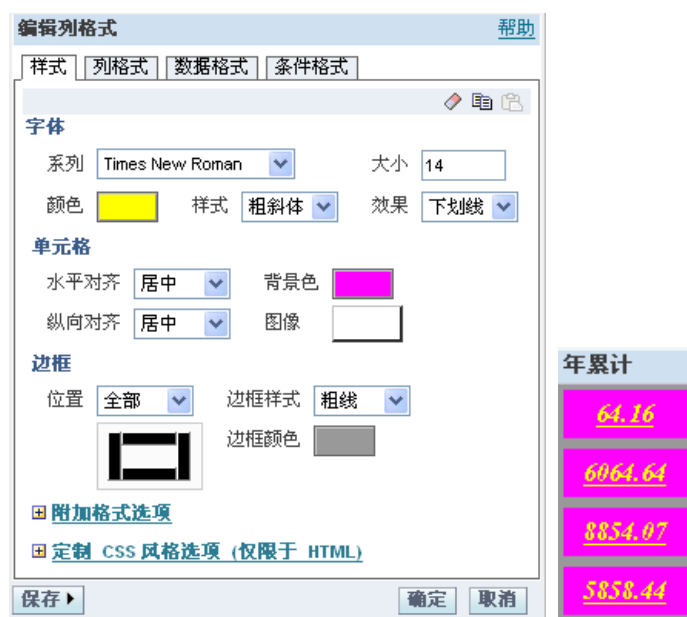 编辑列格式 帮助
样式 列格式 数据格式 条件格式
字体
系列 Times New Roman 大小 14
颜色 样式 粗斜体 效果 下划线
单元格
水平对齐 居中 背景色
纵向对齐 居中 图像
边框
位置 全部 边框样式 粗线
边框颜色
附加格式选项
定制 CSS 风格选项 (仅限于 HTML)
保存 确定 取消
年累计
64.16
6064.64
8854.07
5858.44